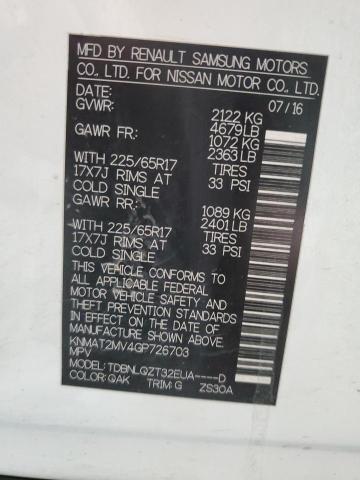 MFD BY RENAULT SAMSUNG MOTORS
CO., LTD. FOR NISSAN MOTOR CO., LTD.
DATE: 07/16
GVWR: 2122 KG
4679LB
GAWR FR: 1072 KG
2363 LB
WITH 225/65R17 TIRES
17X7J RIMS AT 33 PSI
COLD SINGLE
GAWR RR: 1089 KG
2401 LB
WITH 225/65R17 TIRES
17X7J RIMS AT 33 PSI
COLD SINGLE
THIS VEHICLE CONFORMS TO
ALL APPLICABLE FEDERAL
MOTOR VEHICLE SAFETY AND
THEFT PREVENTION STANDARDS
IN EFFECT ON THE DATE OF
MANUFACTURE SHOWN ABOVE
KNMAT2MV4GP726703
MPV
MODEL: TDBNLQZT32EUA----D
COLOR: QAK TRIM: G ZS30A